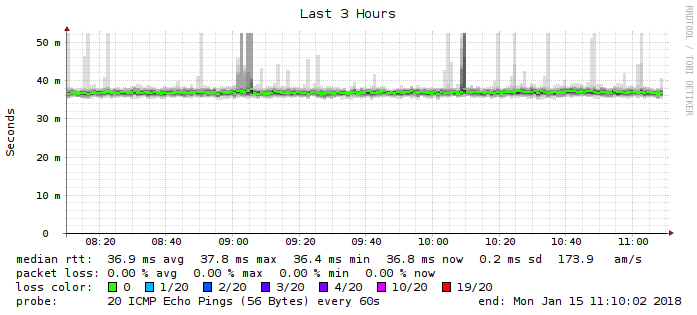 Last 3 Hours
RRDTOOL / TOBI OETIKER
Seconds
50 m
40 m
30 m
20 m
10 m
0
08:20 08:40 09:00 09:20 09:40 10:00 10:20 10:40 11:00
median rtt: 36.9 ms avg 37.8 ms max 36.4 ms min 36.8 ms now 0.2 ms sd 173.9 am/s
packet loss: 0.00 % avg 0.00 % max 0.00 % min 0.00 % now
loss color: 0 1/20 2/20 3/20 4/20 10/20 19/20
probe: 20 ICMP Echo Pings (56 Bytes) every 60s end: Mon Jan 15 11:10:02 2018